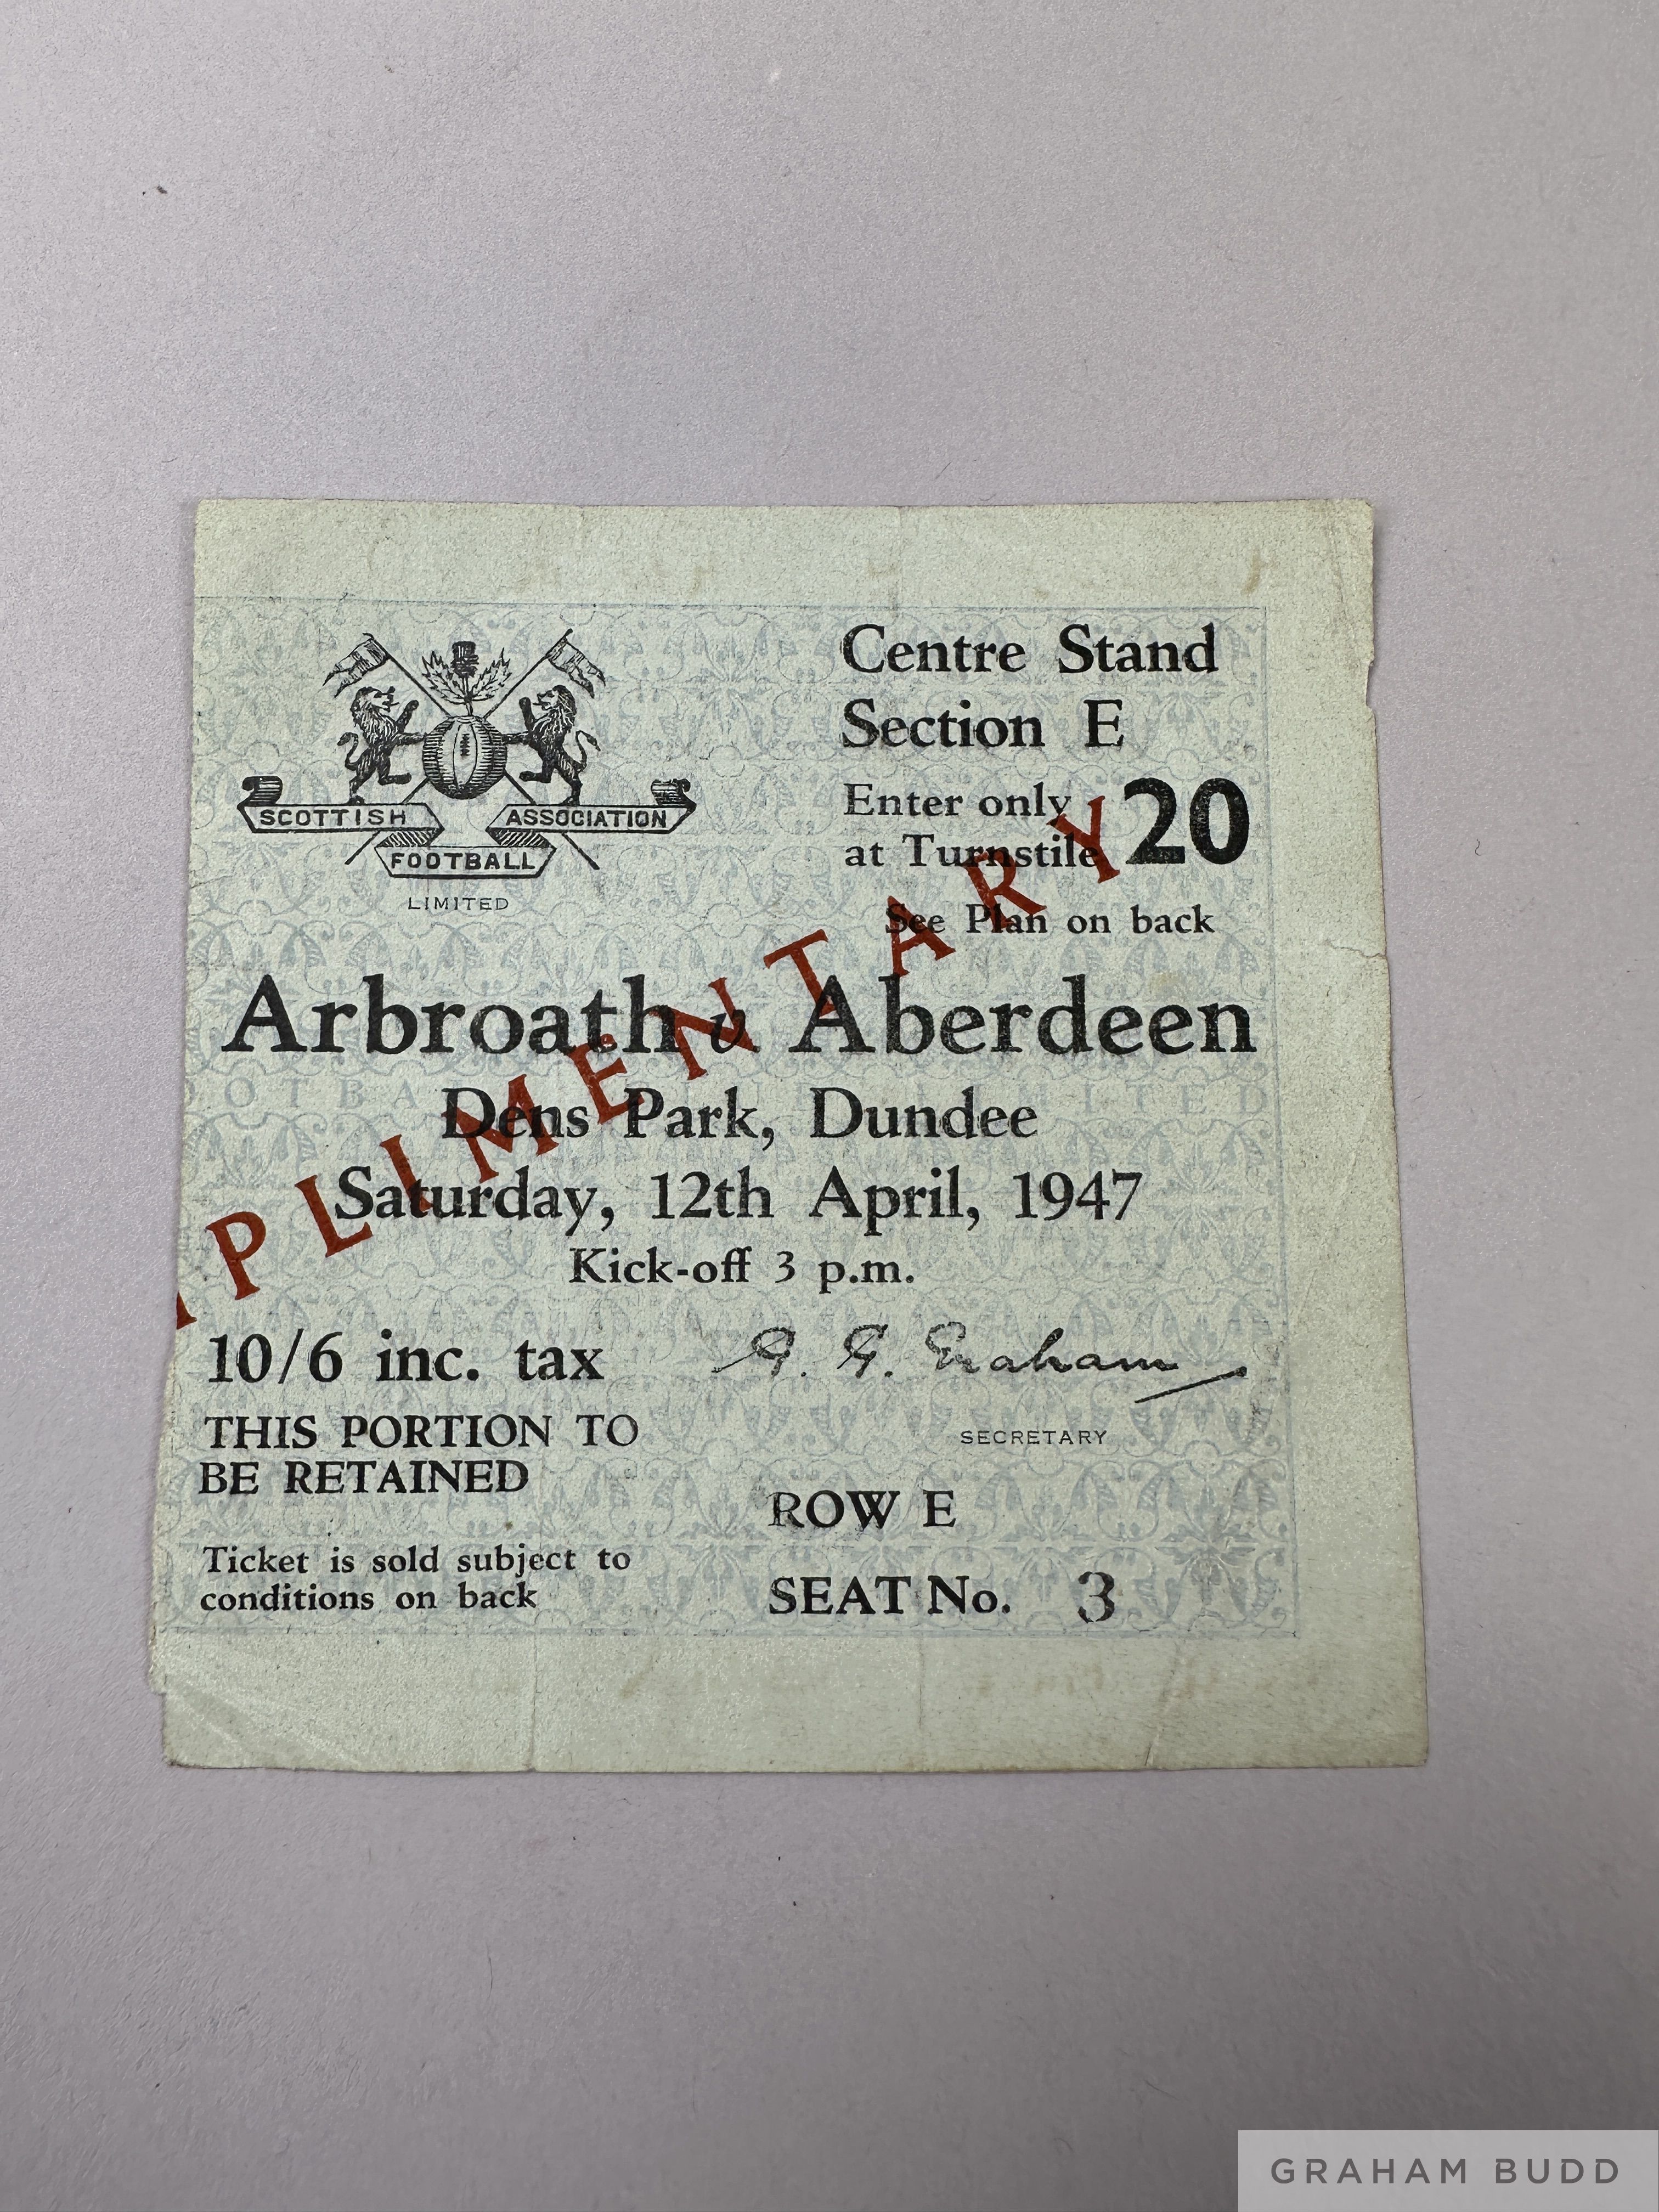 SCOTTISH FOOTBALL ASSOCIATION
LIMITED
Centre Stand
Section E
Enter only
at Turnstile 20
See Plan on back
PLIMENTARY
Arbroath v. Aberdeen
Dens Park, Dundee
Saturday, 12th April, 1947
Kick-off 3 p.m.
10/6 inc. tax
G. G. Graham
SECRETARY
THIS PORTION TO
BE RETAINED
Ticket is sold subject to
conditions on back
ROW E
SEAT No. 3
GRAHAM BUDD